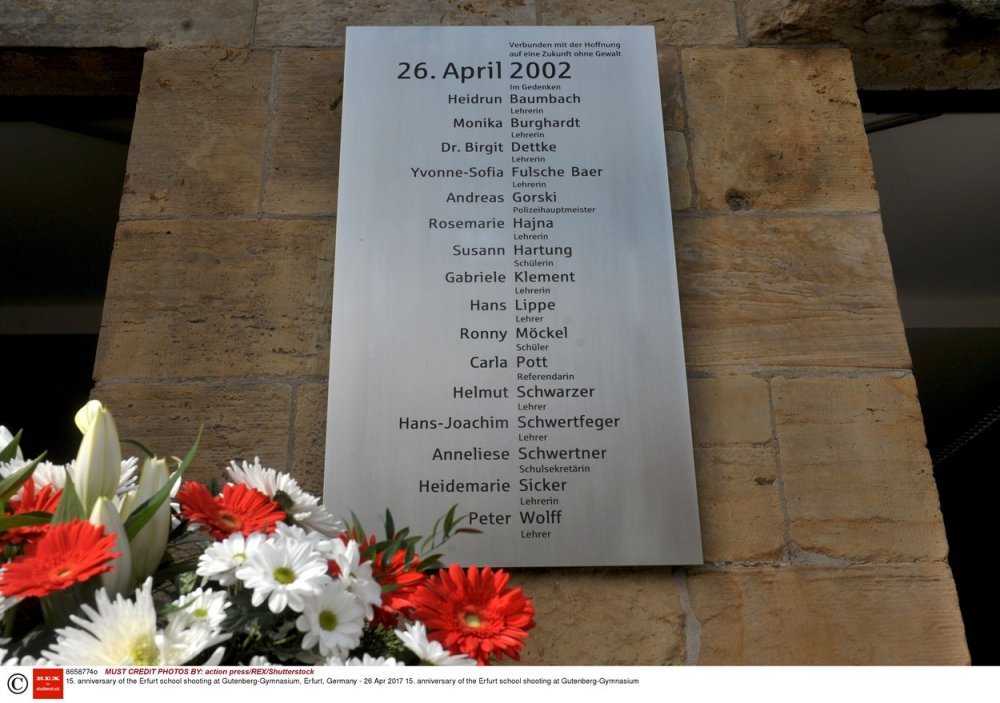 Verbunden mit der Hoffnung
auf eine Zukunft ohne Gewalt
26. April 2002
Im Gedenken
Heidrun Baumbach
Lehrerin
Monika Burghardt
Lehrerin
Dr. Birgit Dettke
Lehrerin
Yvonne-Sofia Fulsche Baer
Lehrerin
Andreas Gorski
Polizeihauptmeister
Rosemarie Hajna
Lehrerin
Susann Hartung
Schülerin
Gabriele Klement
Lehrerin
Hans Lippe
Lehrer
Ronny Möckel
Schüler
Carla Pott
Referendarin
Helmut Schwarzer
Lehrer
Hans-Joachim Schwertfeger
Lehrer
Anneliese Schwertner
Schulsekretärin
Heidemarie Sicker
Lehrerin
Peter Wolff
Lehrer
© REX by Shutterstock
8658774o MUST CREDIT PHOTOS BY: action press/REX/Shutterstock
15. anniversary of the Erfurt school shooting at Gutenberg-Gymnasium, Erfurt, Germany - 26 Apr 2017 15. anniversary of the Erfurt school shooting at Gutenberg-Gymnasium